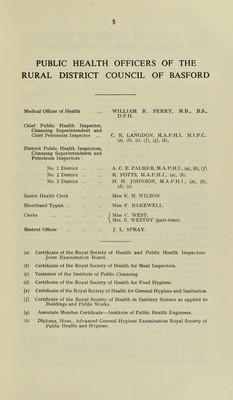 5
PUBLIC HEALTH OFFICERS OF THE
RURAL DISTRICT COUNCIL OF BASFORD
Medical Officer of Health .. .. WILLIAM R. PERRY, M.B., B.S.,
D.P.H.
Chief Public Health Inspector,
Cleansing Superintendent and
Chief Petroleum Inspector .. .. C. R. LANGDON, M.A.P.H.I. M.I.P.C.
(a), (b), (e), (f), (g), (h),
District Public Health Inspectors,
Cleansing Superintendents and
Petroleum Inspectors :
No. 1 District .. .. A. C. E. PALMER, M.A.P.H.I., (a), (b), (f).
No. 2 District .. .. R. POTTS, M.A.P.H.I., (a), (b).
No. 3 District .. .. H. H. JOHNSON, M.A.P.H.I., (a), (b),
(d), (c).
Senior Health Clerk .. .. Miss K. M. WILSON
Shorthand Typist .. .. .. Miss F. BAKEWELL.
Clerks .. .. .. .. { Miss C. WEST.
Mrs. E. WESTBY (part-time).
Rodent Officer .. .. .. J. L. SPRAY.
(a) Certificate of the Royal Society of Health and Public Health Inspectors
Joint Examination Board.
(b) Certificate of the Royal Society of Health for Meat Inspectors.
(c) Testamur of the Institute of Public Cleansing.
(d) Certificate of the Royal Society of Health for Food Hygiene.
(e) Certificate of the Royal Society of Health for General Hygiene and Sanitation.
(f) Certificate of the Royal Society of Health in Sanitary Science as applied to
Buildings and Public Works
(g) Associate Member Certificate—Institute of Public Health Engineers.
(h) Diploma, Hons., Advanced General Hygiene Examination Royal Society of
Public Health and Hygiene.